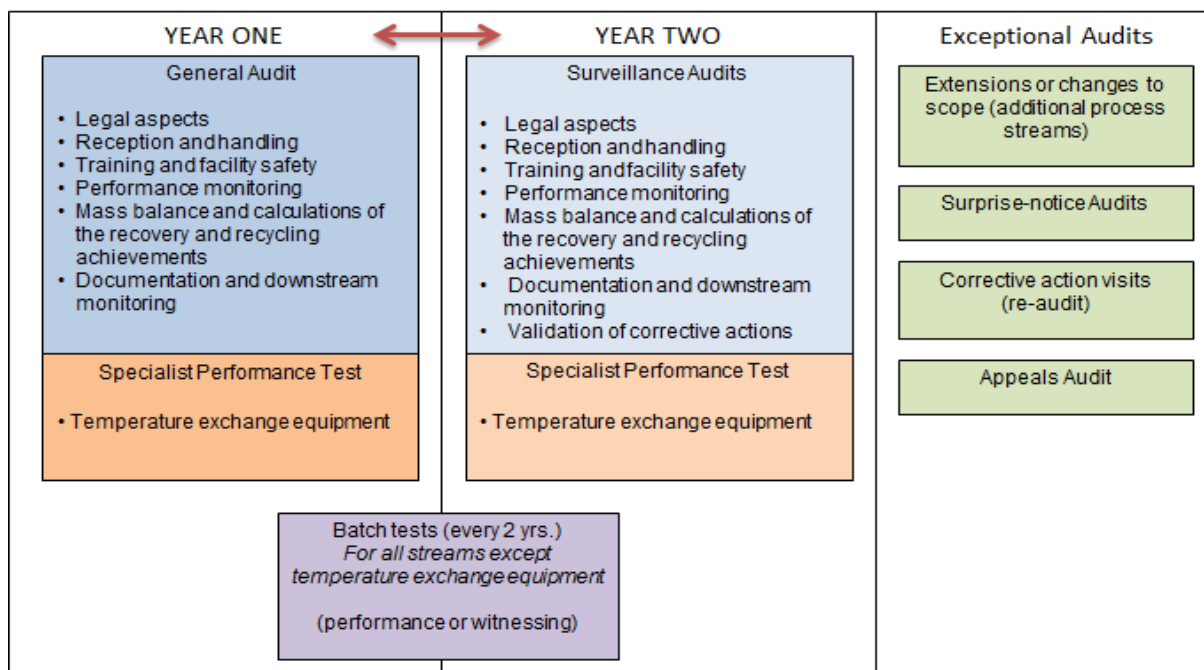 YEAR ONE
General Audit
• Legal aspects
• Reception and handling
• Training and facility safety
• Performance monitoring
• Mass balance and calculations of
the recovery and recycling
achievements
• Documentation and downstream
monitoring
Specialist Performance Test
• Temperature exchange equipment
YEAR TWO
Surveillance Audits
• Legal aspects
• Reception and handling
• Training and facility safety
• Performance monitoring
• Mass balance and calculations of
the recovery and recycling
achievements
• Documentation and downstream
monitoring
• Validation of corrective actions
Specialist Performance Test
• Temperature exchange equipment
Batch tests (every 2 yrs.)
For all streams except
temperature exchange equipment
(performance or witnessing)
Exceptional Audits
Extensions or changes to
scope (additional process
streams)
Surprise-notice Audits
Corrective action visits
(re-audit)
Appeals Audit